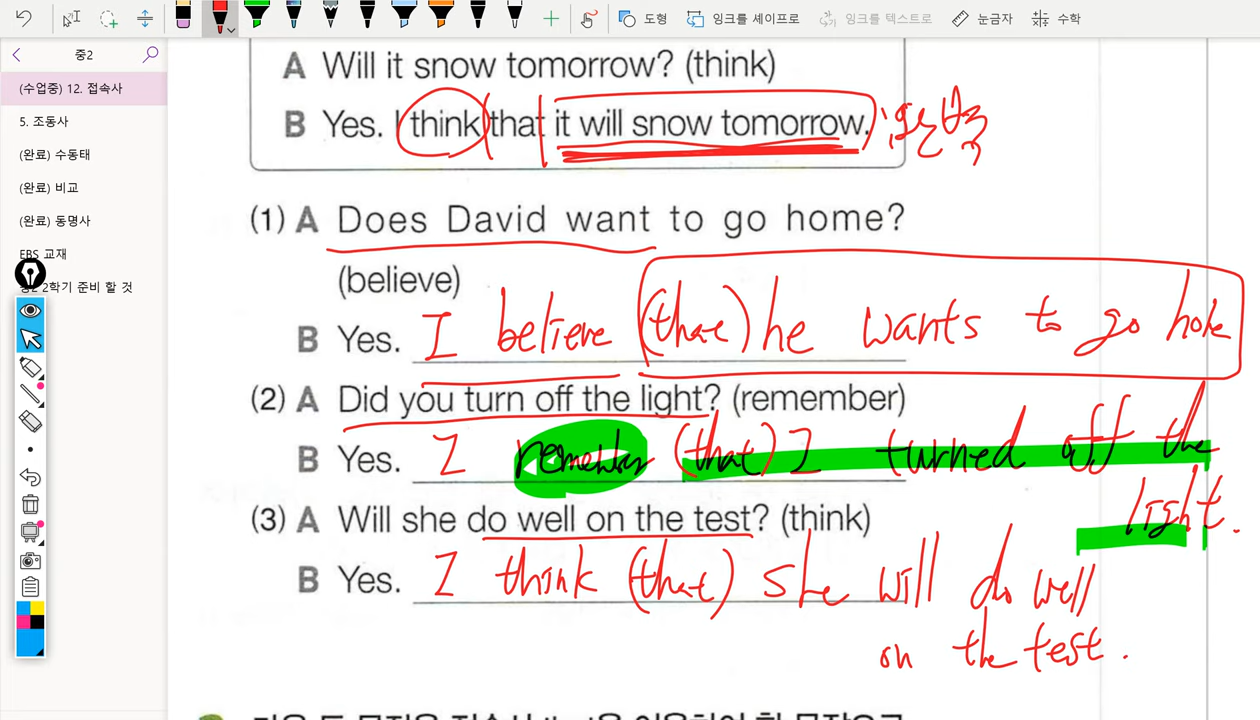 도형 잉크를 셰이프로 잉크를 텍스트로 눈금자 수학
중2
(수업중) 12. 접속사
5. 조동사
(완료) 수동태
(완료) 비교
(완료) 동명사
EBS 교재
2학기 준비 할 것
A Will it snow tomorrow? (think)
B Yes. I think that it will snow tomorrow.
(1) A Does David want to go home?
(believe)
B Yes. I believe (that) he wants to go home
(2) A Did you turn off the light? (remember)
B Yes. I remember (that) I turned off the
light.
(3) A Will she do well on the test? (think)
B Yes. I think (that) she will do well
on the test.